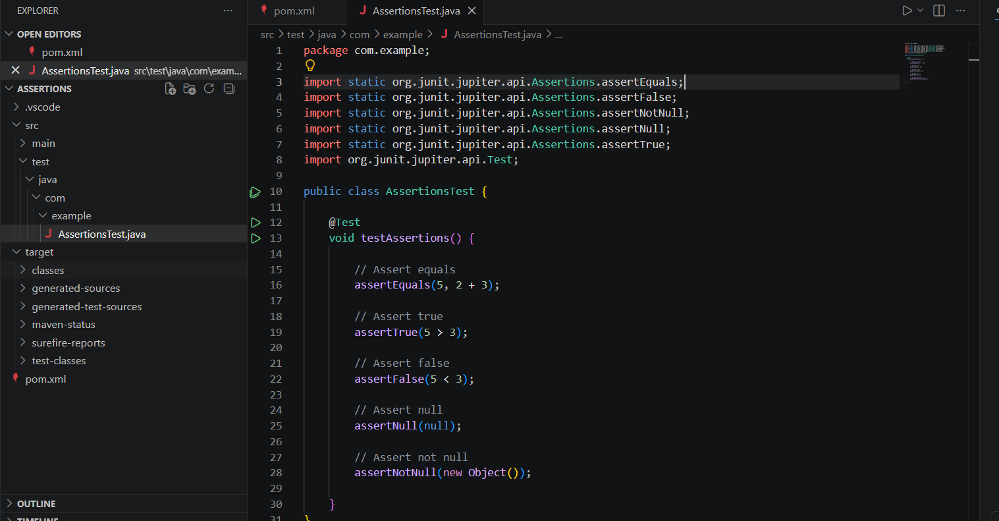 EXPLORER
OPEN EDITORS
pom.xml
AssertionsTest.java src\test\java\com\exam...
ASSERTIONS
.vscode
src
main
test
java
com
example
AssertionsTest.java
target
classes
generated-sources
generated-test-sources
maven-status
surefire-reports
test-classes
pom.xml
OUTLINE
TIMELINE
pom.xml
AssertionsTest.java
src > test > java > com > example > AssertionsTest.java > ...
1 package com.example;
2
3 import static org.junit.jupiter.api.Assertions.assertEquals;
4 import static org.junit.jupiter.api.Assertions.assertFalse;
5 import static org.junit.jupiter.api.Assertions.assertNotNull;
6 import static org.junit.jupiter.api.Assertions.assertNull;
7 import static org.junit.jupiter.api.Assertions.assertTrue;
8 import org.junit.jupiter.api.Test;
9
10 public class AssertionsTest {
11
12 @Test
13 void testAssertions() {
14
15 // Assert equals
16 assertEquals(5, 2 + 3);
17
18 // Assert true
19 assertTrue(5 > 3);
20
21 // Assert false
22 assertFalse(5 < 3);
23
24 // Assert null
25 assertNull(null);
26
27 // Assert not null
28 assertNotNull(new Object());
29
30 }
31 }